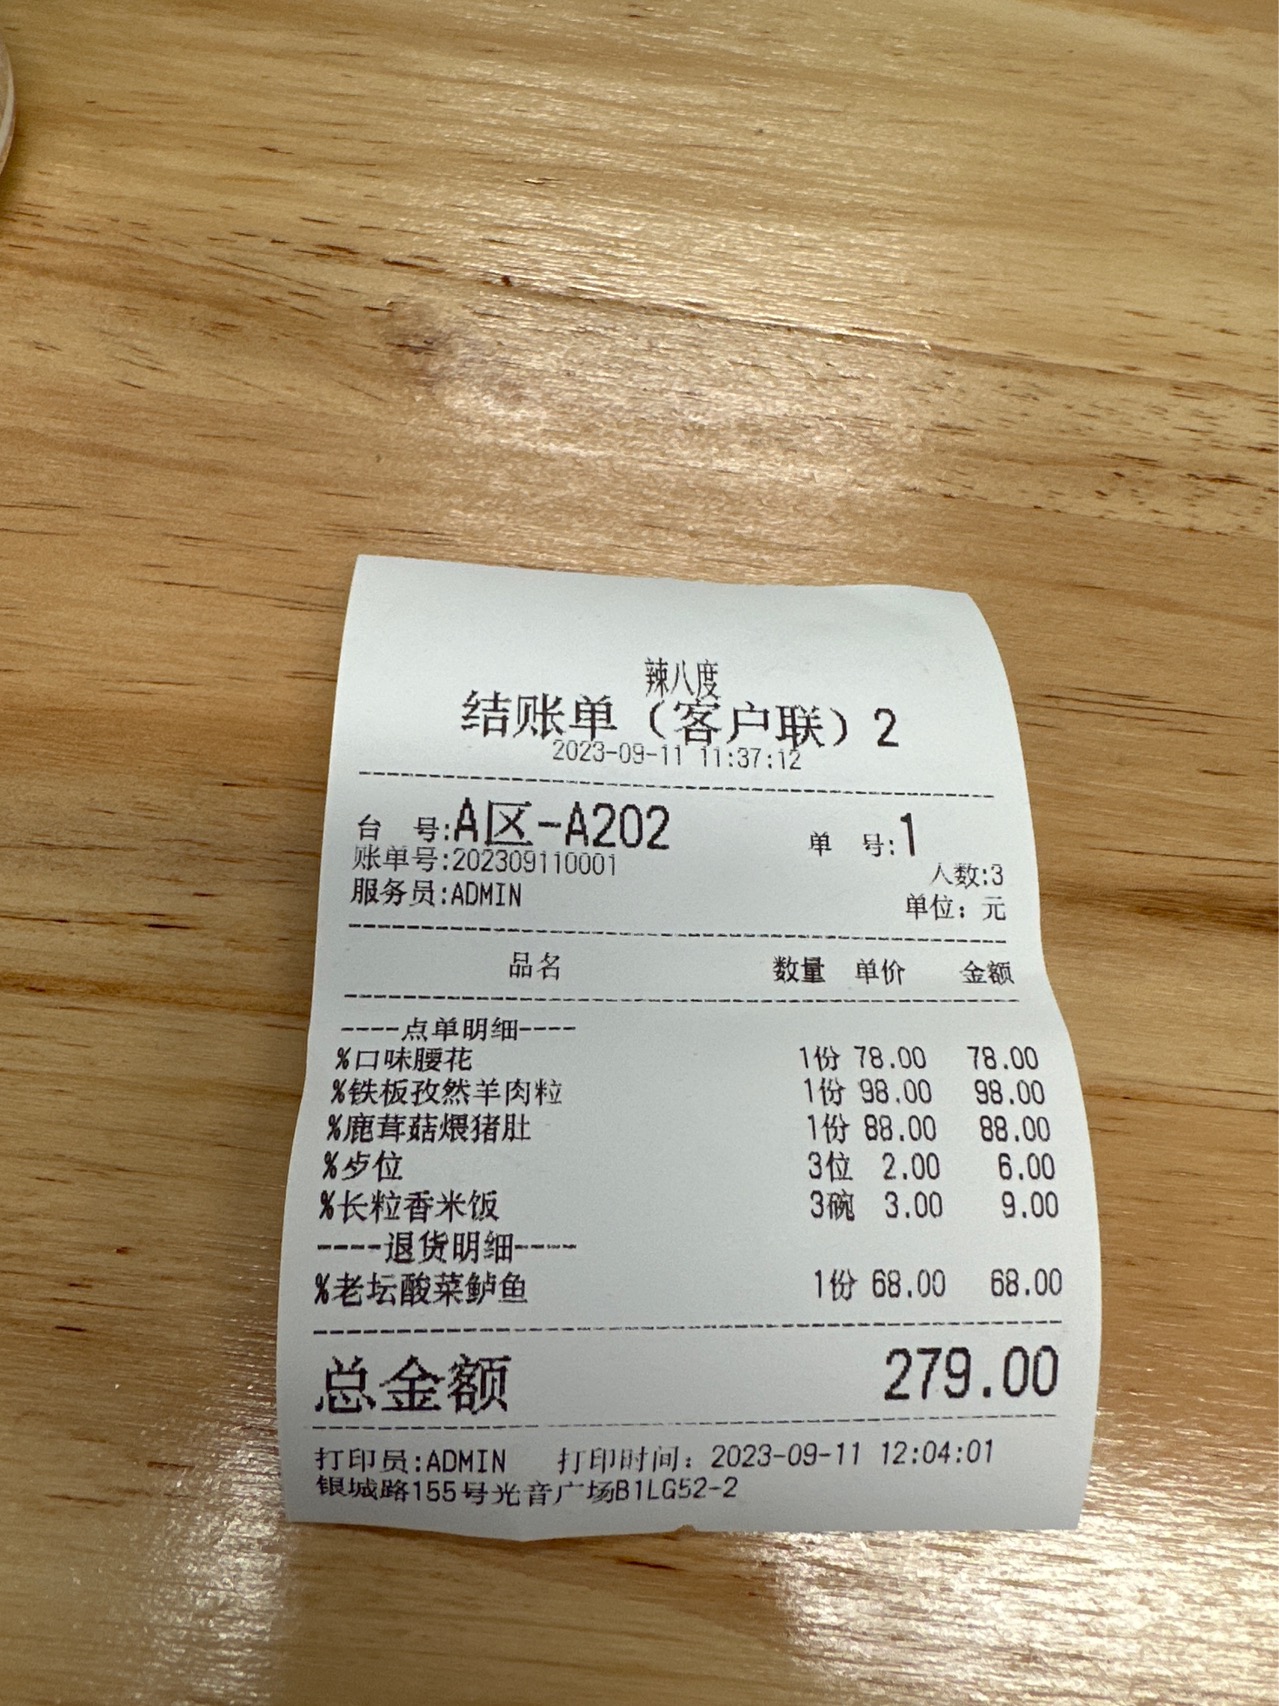 辣八度
结账单（客户联）2
2023-09-11 11:37:12
台 号:A区-A202 单 号:1
账单号:202309110001 人数:3
服务员:ADMIN 单位：元
品名 数量 单价 金额
----点单明细----
%口味腰花 1份 78.00 78.00
%铁板孜然羊肉粒 1份 98.00 98.00
%鹿茸菇煨猪肚 1份 88.00 88.00
%歺位 3位 2.00 6.00
%长粒香米饭 3碗 3.00 9.00
----退货明细----
%老坛酸菜鲈鱼 1份 68.00 68.00
总金额 279.00
打印员:ADMIN 打印时间：2023-09-11 12:04:01
银城路155号光音广场B1LG52-2